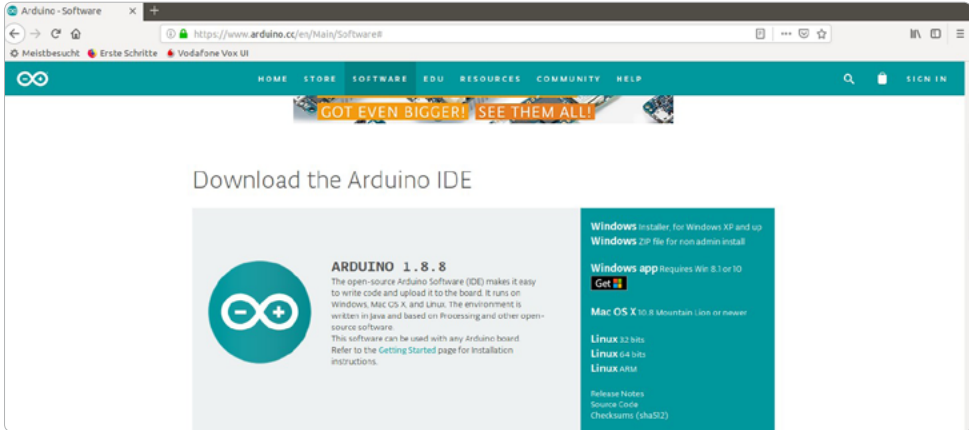 Arduino - Software
https://www.arduino.cc/en/Main/Software#
Meistbesucht Erste Schritte Vodafone Vox UI
HOME STORE SOFTWARE EDU RESOURCES COMMUNITY HELP SIGN IN
GOT EVEN BIGGER! SEE THEM ALL!
Download the Arduino IDE
ARDUINO 1.8.8
The open-source Arduino Software (IDE) makes it easy
to write code and upload it to the board. It runs on
Windows, Mac OS X, and Linux. The environment is
written in Java and based on Processing and other open-
source software.
This software can be used with any Arduino board.
Refer to the Getting Started page for Installation
instructions.
Windows Installer, for Windows XP and up
Windows ZIP file for non admin install
Windows app Requires Win 8.1 or 10
Get
Mac OS X 10.8 Mountain Lion or newer
Linux 32 bits
Linux 64 bits
Linux ARM
Release Notes
Source Code
Checksums (sha512)